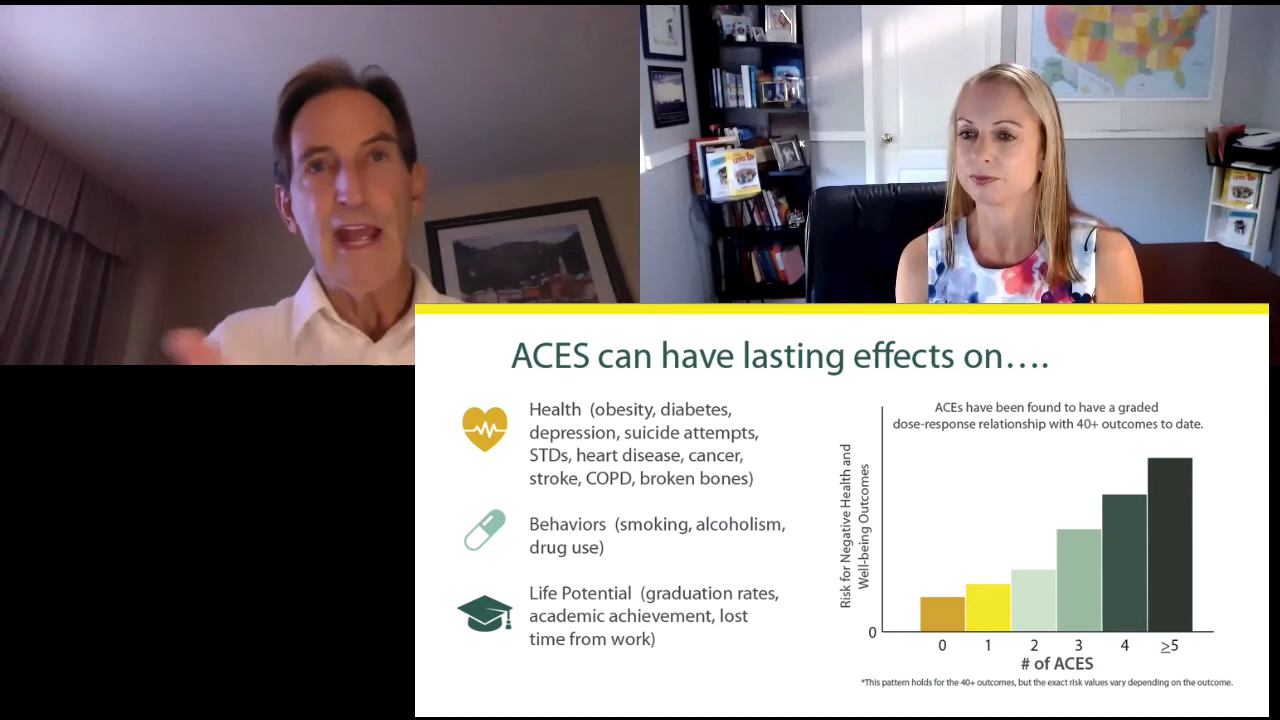 LEVEL UP
ACES can have lasting effects on….
Health (obesity, diabetes,
depression, suicide attempts,
STDs, heart disease, cancer,
stroke, COPD, broken bones)
Behaviors (smoking, alcoholism,
drug use)
Life Potential (graduation rates,
academic achievement, lost
time from work)
ACEs have been found to have a graded
dose-response relationship with 40+ outcomes to date.
Risk for Negative Health and
Well-being Outcomes
0
0 1 2 3 4 ≥5
# of ACES
*This pattern holds for the 40+ outcomes, but the exact risk values vary depending on the outcome.